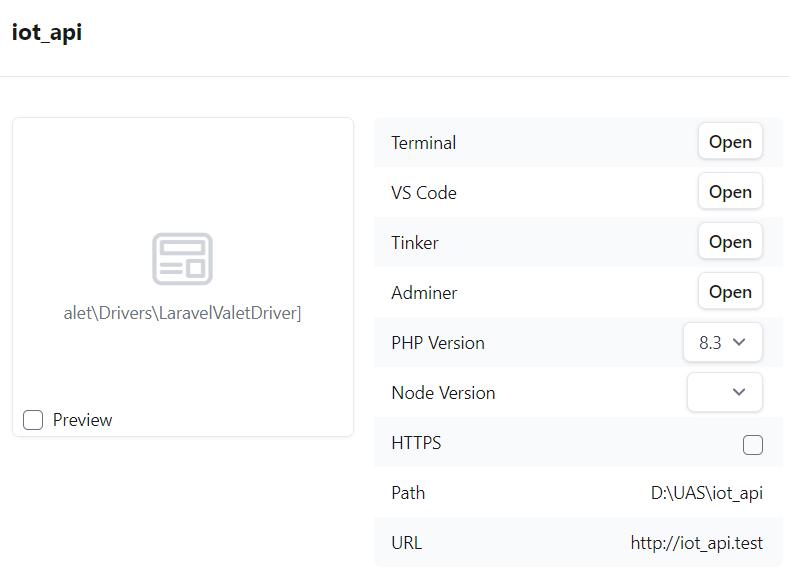 iot_api
alet\Drivers\LaravelValetDriver]
Preview
Terminal Open
VS Code Open
Tinker Open
Adminer Open
PHP Version 8.3
Node Version
HTTPS
Path D:\UAS\iot_api
URL http://iot_api.test